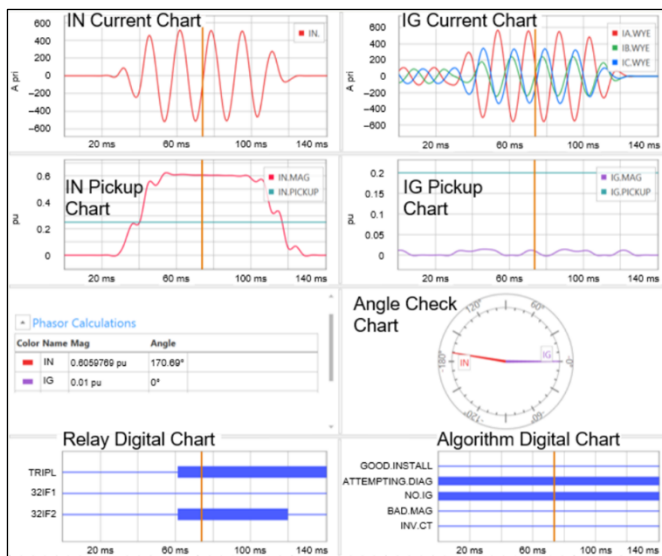 IN Current Chart
IN.
A pri
600
400
200
0
−200
−400
−600
20 ms
60 ms
100 ms
140 ms
IG Current Chart
IA.WYE
IB.WYE
IC.WYE
A pri
600
400
200
0
−200
−400
−600
20 ms
60 ms
100 ms
140 ms
IN Pickup
Chart
IN.MAG
IN.PICKUP
pu
0.6
0.4
0.2
0
20 ms
60 ms
100 ms
140 ms
IG Pickup
Chart
IG.MAG
IG.PICKUP
pu
0.2
0.15
0.1
0.05
0
20 ms
60 ms
100 ms
140 ms
Phasor Calculations
Color Name Mag Angle
IN 0.6059769 pu 170.69°
IG 0.01 pu 0°
Angle Check
Chart
120°
60°
-180°
IN
IG
-0°
-120°
-60°
Relay Digital Chart
TRIPL
32IF1
32IF2
20 ms
60 ms
100 ms
140 ms
Algorithm Digital Chart
GOOD.INSTALL
ATTEMPTING.DIAG
NO.IG
BAD.MAG
INV.CT
20 ms
60 ms
100 ms
140 ms